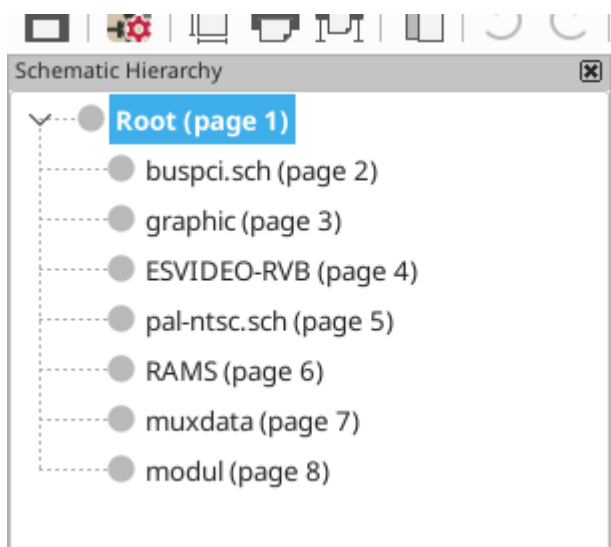 Schematic Hierarchy
Root (page 1)
buspci.sch (page 2)
graphic (page 3)
ESVIDEO-RVB (page 4)
pal-ntsc.sch (page 5)
RAMS (page 6)
muxdata (page 7)
modul (page 8)